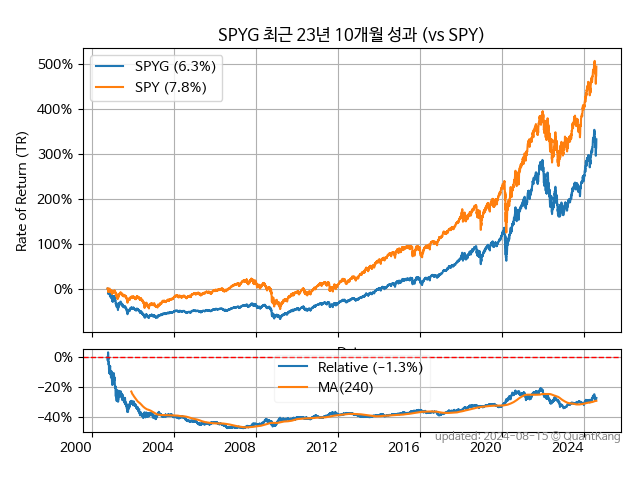 SPYG 최근 23년 10개월 성과 (vs SPY)
SPYG (6.3%)
SPY (7.8%)
500%
400%
300%
200%
100%
0%
Rate of Return (TR)
Relative (−1.3%)
MA(240)
0%
−20%
−40%
2000 2004 2008 2012 2016 2020 2024
updated: 2024-08-15 © QuantKang